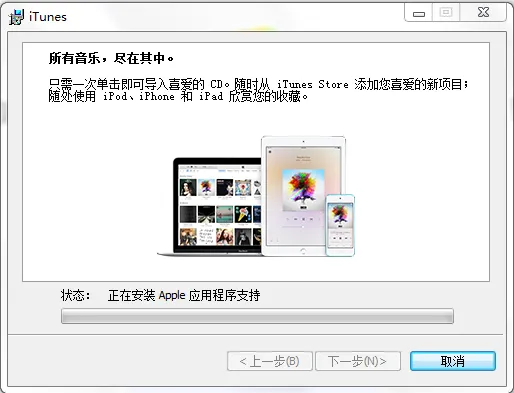 iTunes
所有音乐，尽在其中。
只需一次单击即可导入喜爱的 CD。随时从 iTunes Store 添加您喜爱的新项目；
随处使用 iPod、iPhone 和 iPad 欣赏您的收藏。
状态： 正在安装 Apple 应用程序支持
< 上一步(B) 下一步(N)> 取消